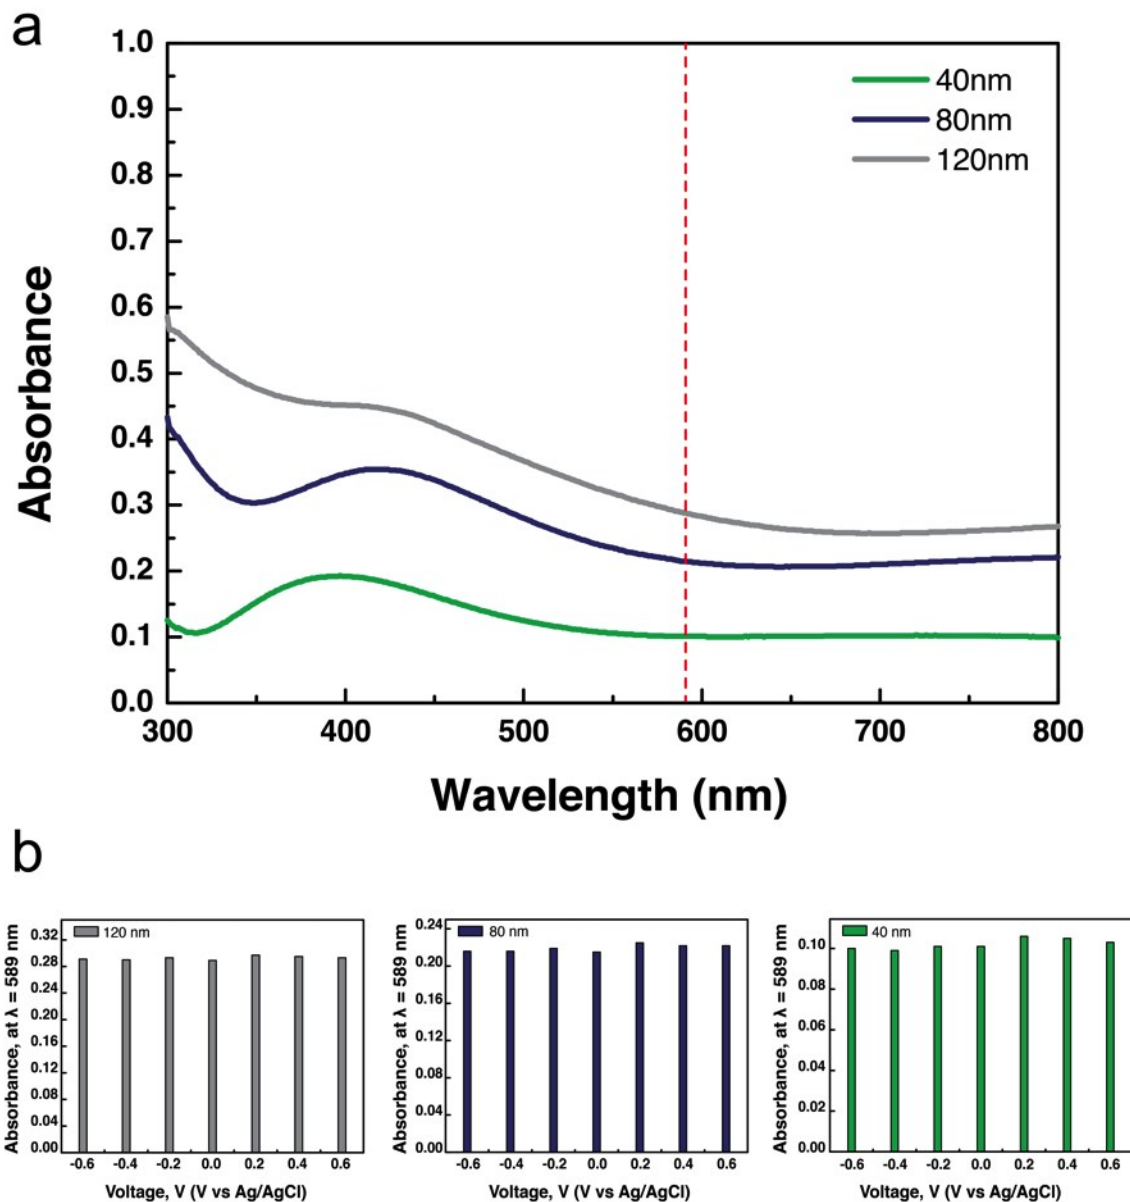 a
1.0
0.9
0.8
0.7
0.6
0.5
0.4
0.3
0.2
0.1
0.0
Absorbance
40nm
80nm
120nm
300 400 500 600 700 800
Wavelength (nm)
b
Absorbance, at λ = 589 nm
0.32
0.28
0.24
0.20
0.16
0.12
0.08
0.04
0.00
120 nm
-0.6 -0.4 -0.2 0.0 0.2 0.4 0.6
Voltage, V (V vs Ag/AgCl)
Absorbance, at λ = 589 nm
0.24
0.20
0.16
0.12
0.08
0.04
0.00
80 nm
-0.6 -0.4 -0.2 0.0 0.2 0.4 0.6
Voltage, V (V vs Ag/AgCl)
Absorbance, at λ = 589 nm
0.10
0.08
0.06
0.04
0.02
0.00
40 nm
-0.6 -0.4 -0.2 0.0 0.2 0.4 0.6
Voltage, V (V vs Ag/AgCl)